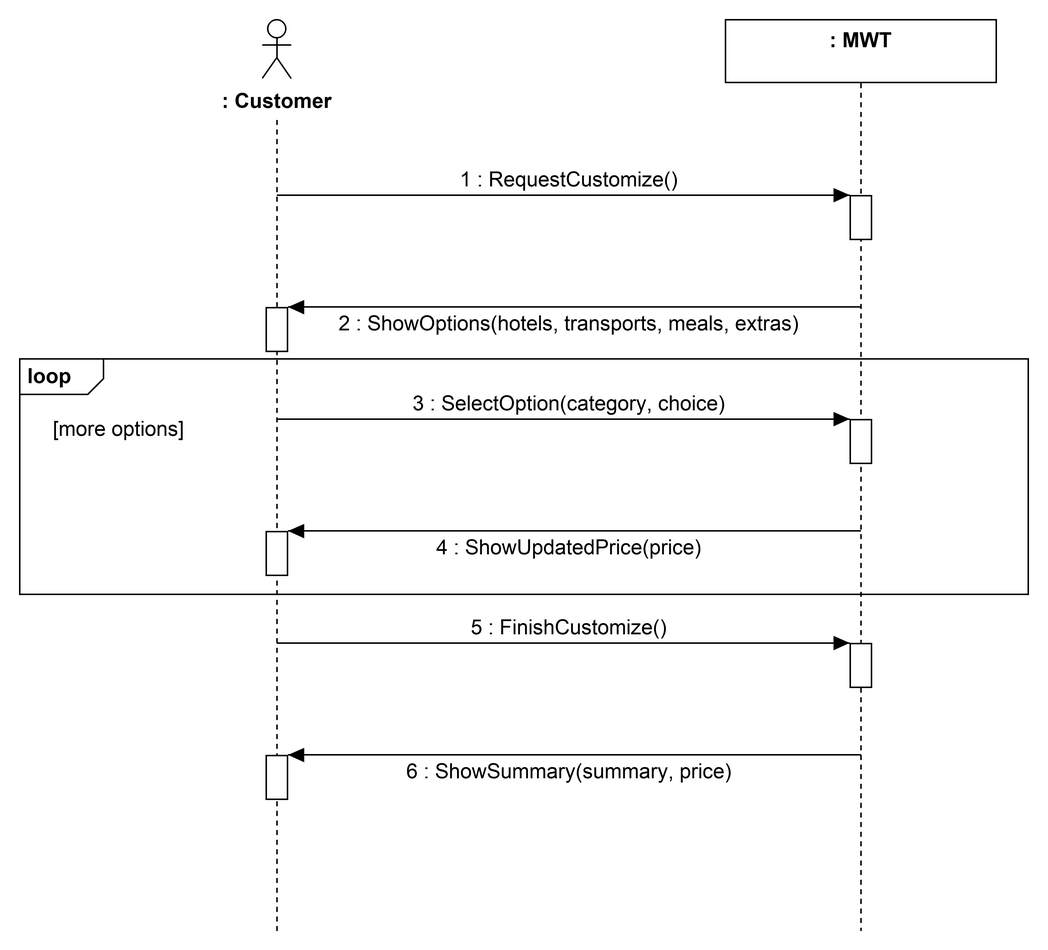 : Customer
: MWT
1 : RequestCustomize()
2 : ShowOptions(hotels, transports, meals, extras)
loop
3 : SelectOption(category, choice)
[more options]
4 : ShowUpdatedPrice(price)
5 : FinishCustomize()
6 : ShowSummary(summary, price)